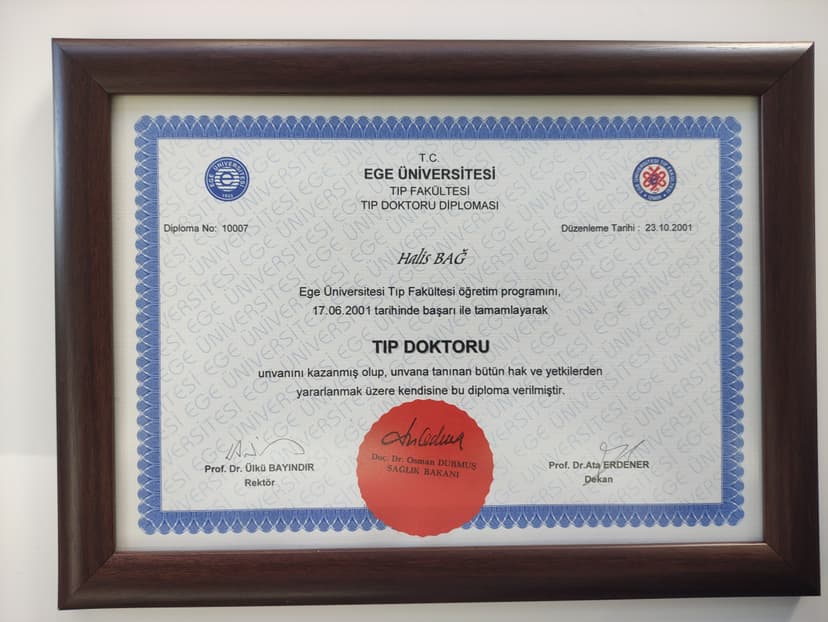 T.C.
EGE ÜNİVERSİTESİ
TIP FAKÜLTESİ
TIP DOKTORU DİPLOMASI
Diploma No: 10007
Düzenleme Tarihi : 23.10.2001
Halis BAĞ
Ege Üniversitesi Tıp Fakültesi öğretim programını,
17.06.2001 tarihinde başarı ile tamamlayarak
TIP DOKTORU
unvanını kazanmış olup, unvana tanınan bütün hak ve yetkilerden
yararlanmak üzere kendisine bu diploma verilmiştir.
Prof. Dr. Ülkü BAYINDIR
Rektör
Doç. Dr. Osman DURMUŞ
SAĞLIK BAKANI
Prof. Dr.Ata ERDENER
Dekan